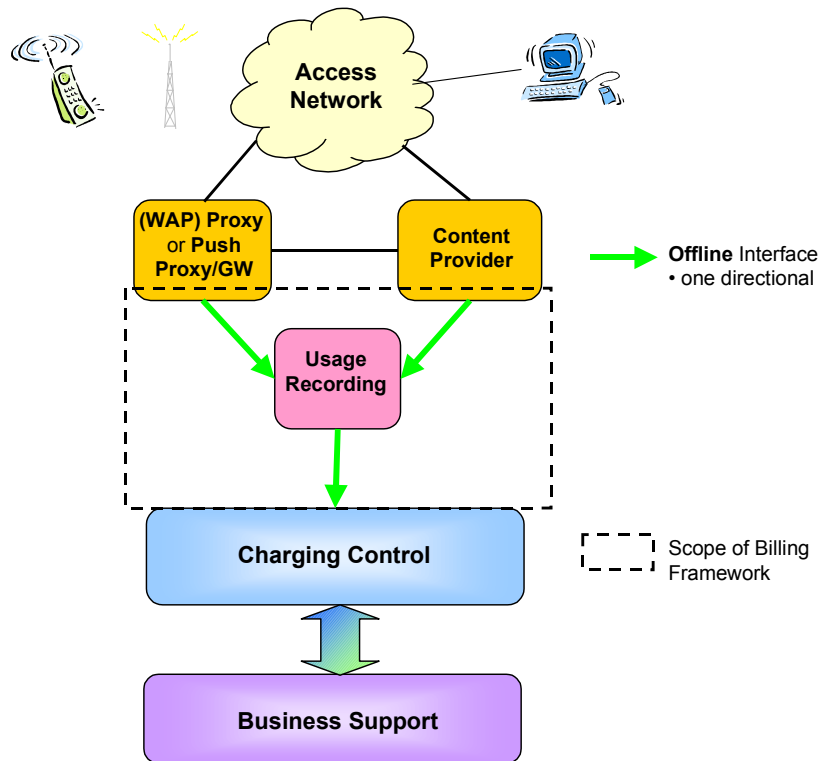 Access
Network
(WAP) Proxy
or Push
Proxy/GW
Content
Provider
Offline Interface
• one directional
Usage
Recording
Charging Control
Scope of Billing
Framework
Business Support